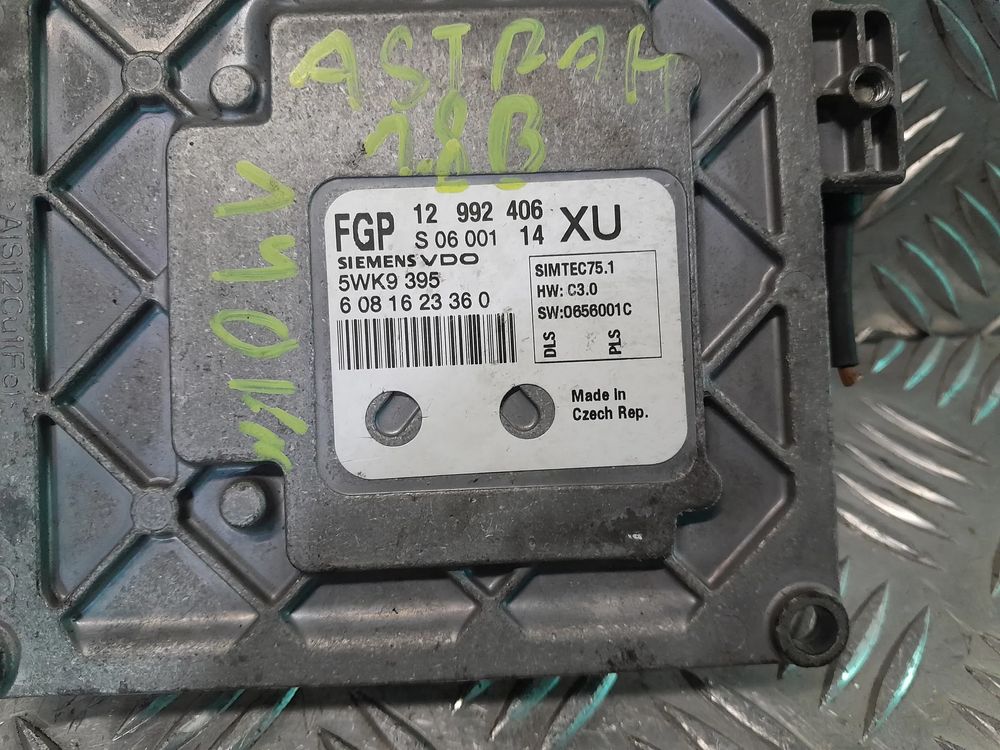 ASTRA H
1.8B
FGP 12 992 406 XU
S 06 001 14
SIEMENS VDO
5WK9 395
6 08 16 23 36 0
SIMTEC75.1
HW: C3.0
SW:0656001C
DLS PLS
Made In
Czech Rep.